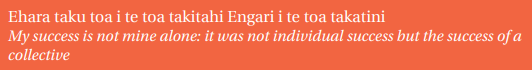 Ehara taku toa i te toa takitahi Engari i te toa takatini
My success is not mine alone: it was not individual success but the success of a
collective